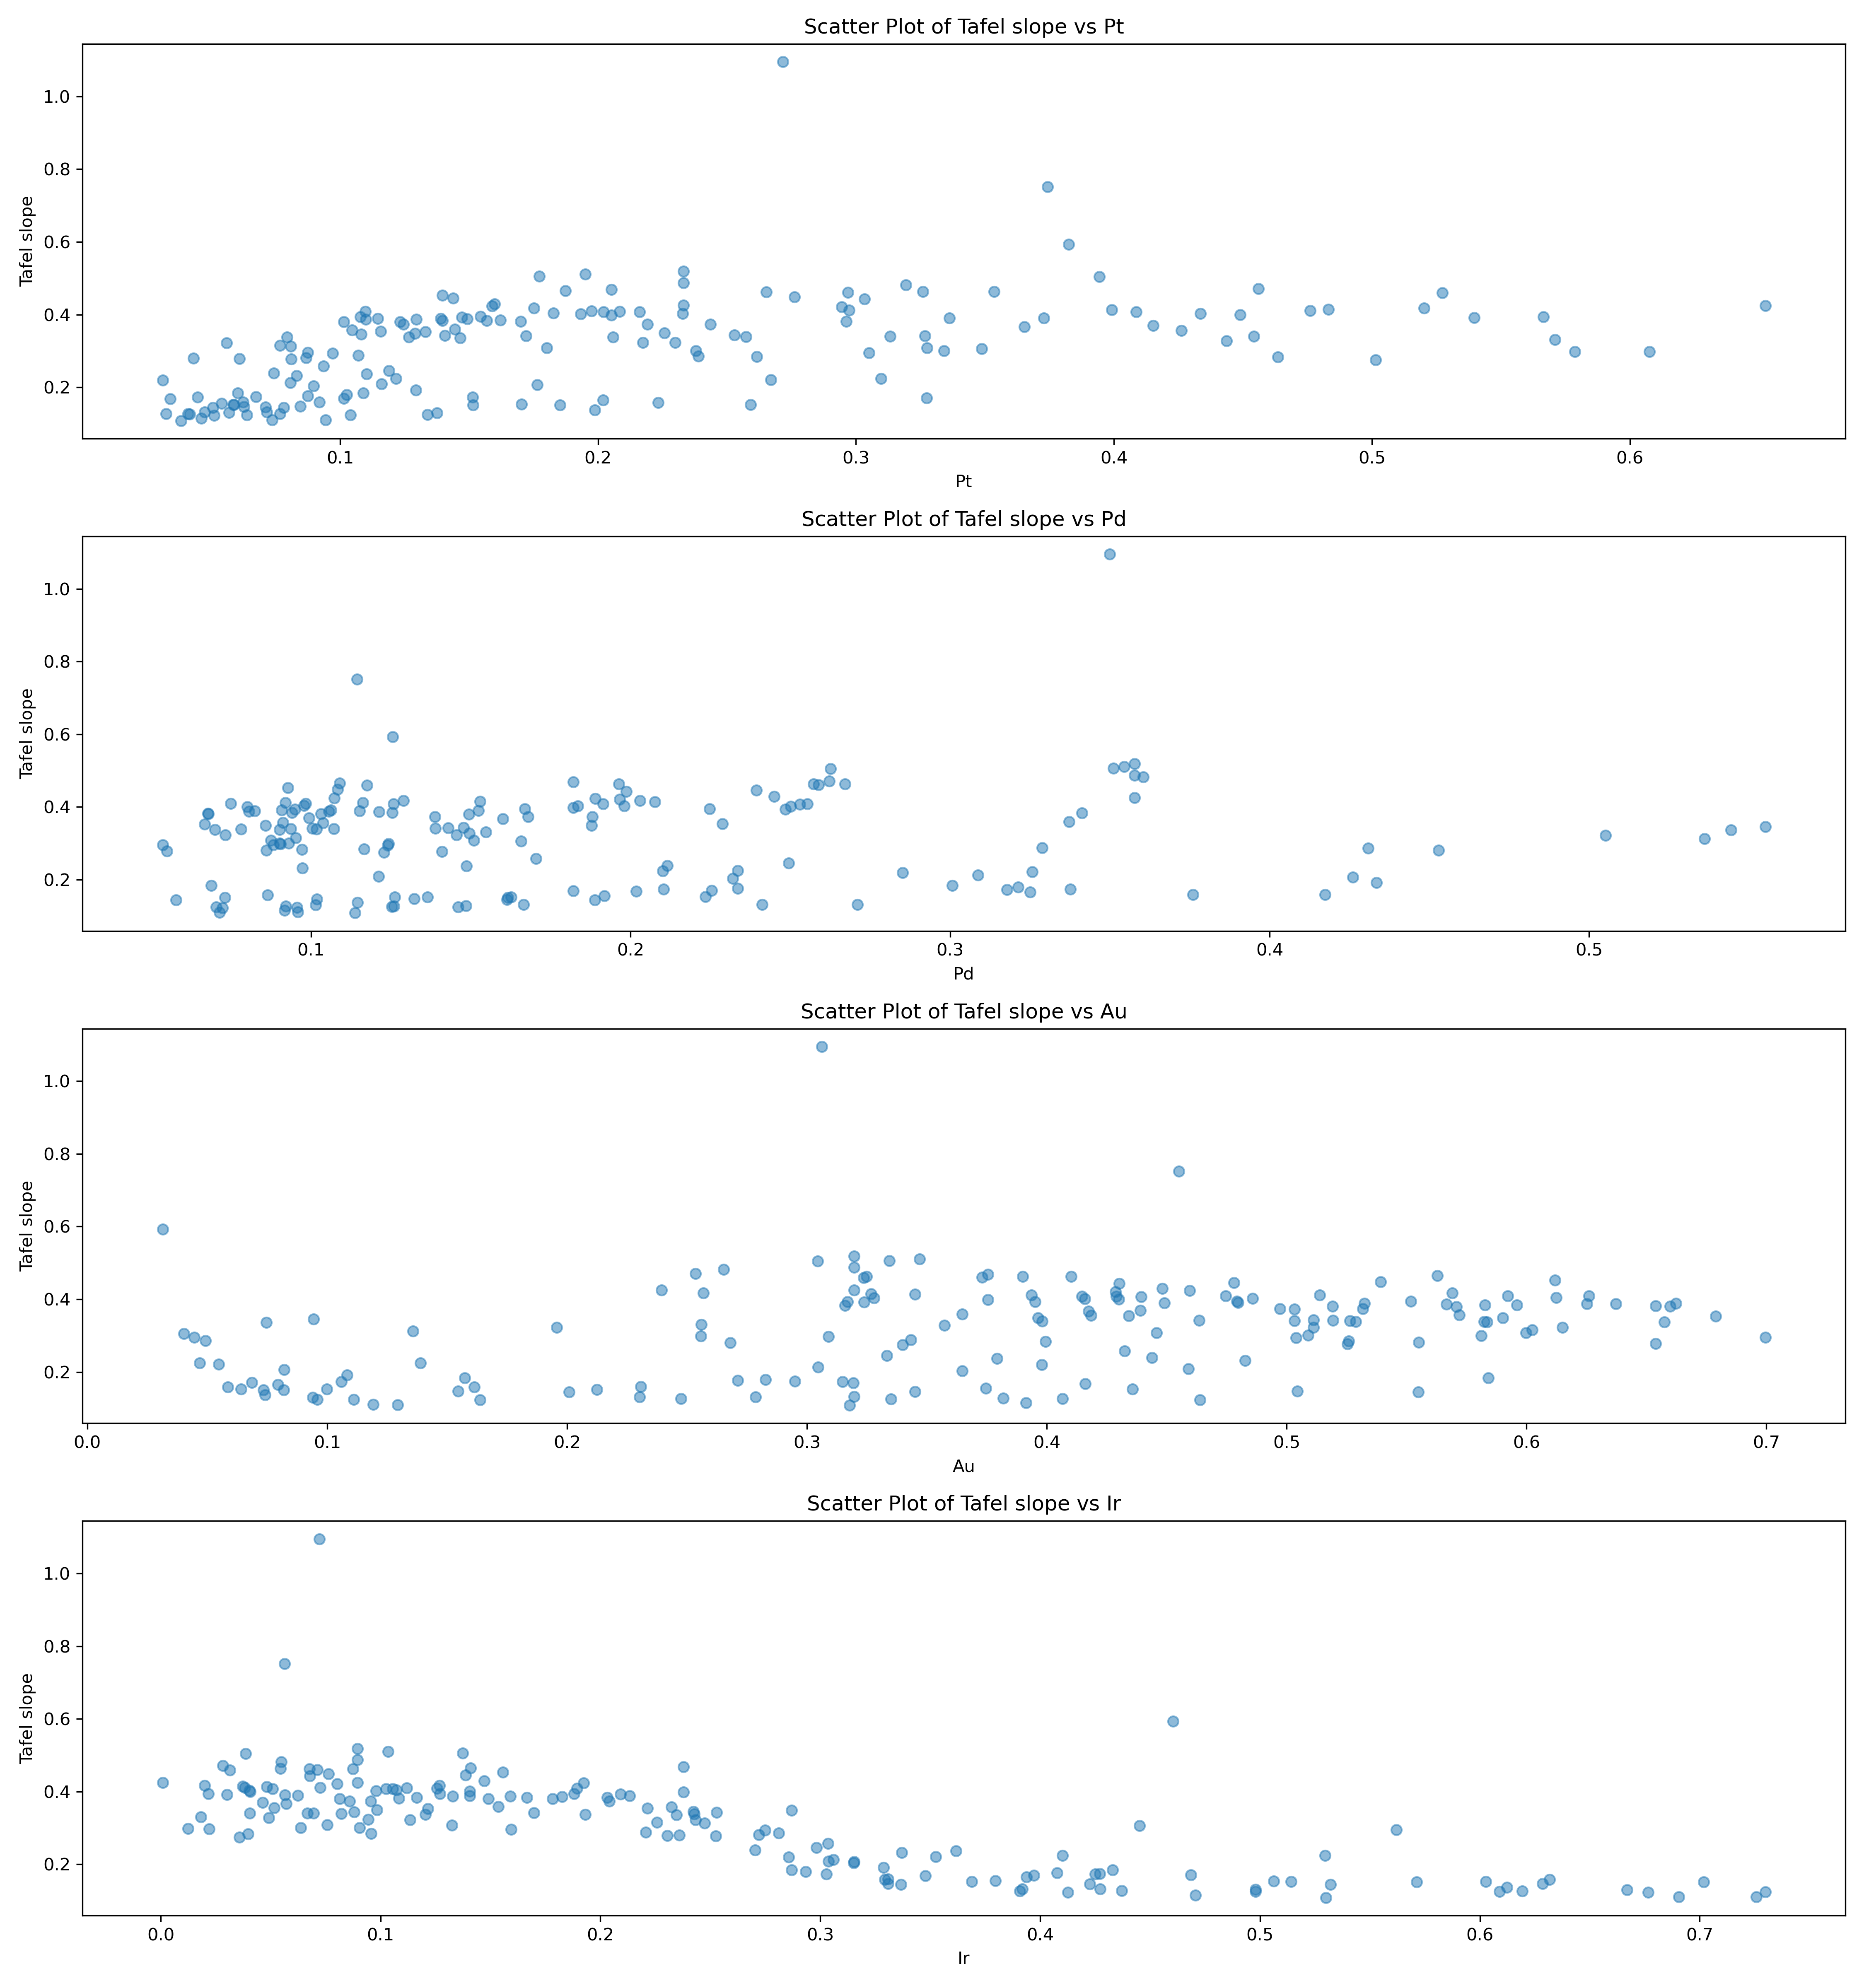 Scatter Plot of Tafel slope vs Pt
1.0
0.8
0.6
0.4
0.2
Tafel slope
0.1 0.2 0.3 0.4 0.5 0.6
Pt
Scatter Plot of Tafel slope vs Pd
1.0
0.8
0.6
0.4
0.2
Tafel slope
0.1 0.2 0.3 0.4 0.5
Pd
Scatter Plot of Tafel slope vs Au
1.0
0.8
0.6
0.4
0.2
Tafel slope
0.0 0.1 0.2 0.3 0.4 0.5 0.6 0.7
Au
Scatter Plot of Tafel slope vs Ir
1.0
0.8
0.6
0.4
0.2
Tafel slope
0.0 0.1 0.2 0.3 0.4 0.5 0.6 0.7
Ir